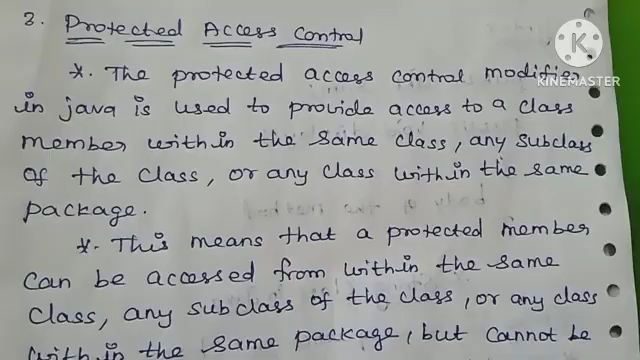 3. Protected Access Control
*. The protected access control modifier
in java is used to provide access to a class
member within the same class, any subclass
of the class, or any class within the same
package.
*. This means that a protected member
can be accessed from within the same
class, any subclass of the class, or any class
within the same package, but cannot be
KINEMASTER